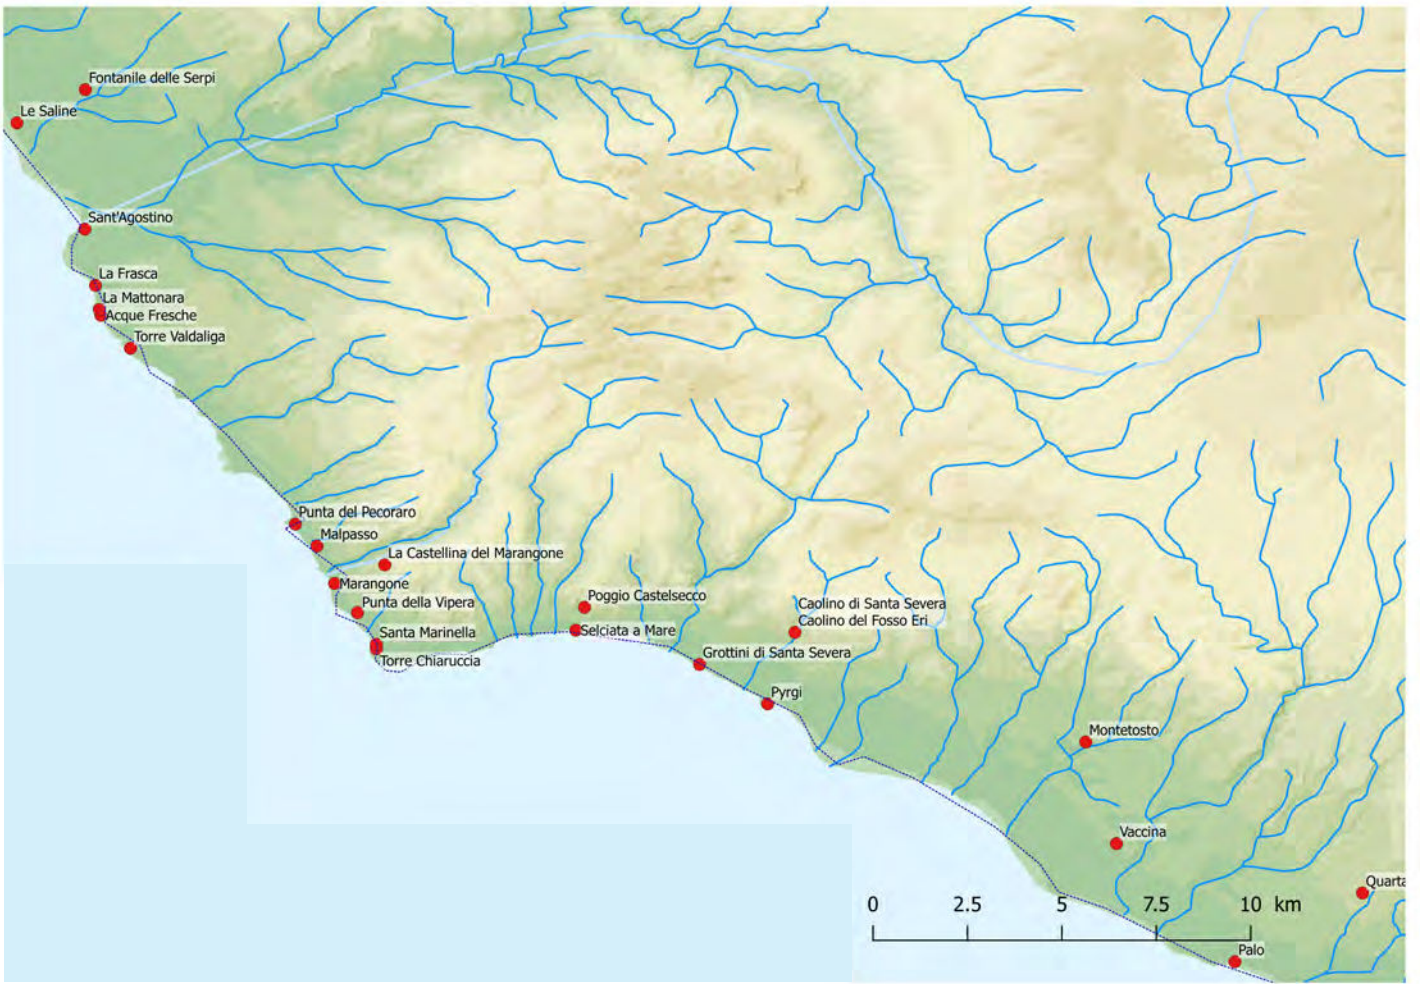 Fontanile delle Serpi
Le Saline
Sant'Agostino
La Frasca
La Mattonara
Acque Fresche
Torre Valdaliga
Punta del Pecoraro
Malpasso
La Castellina del Marangone
Marangone
Punta della Vipera
Poggio Castelsecco
Caolino di Santa Severa
Caolino del Fosso Eri
Santa Marinella
Selciata a Mare
Torre Chiaruccia
Grottini di Santa Severa
Pyrgi
Montetosto
Vaccina
Quarta
0 2.5 5 7.5 10 km
Palo